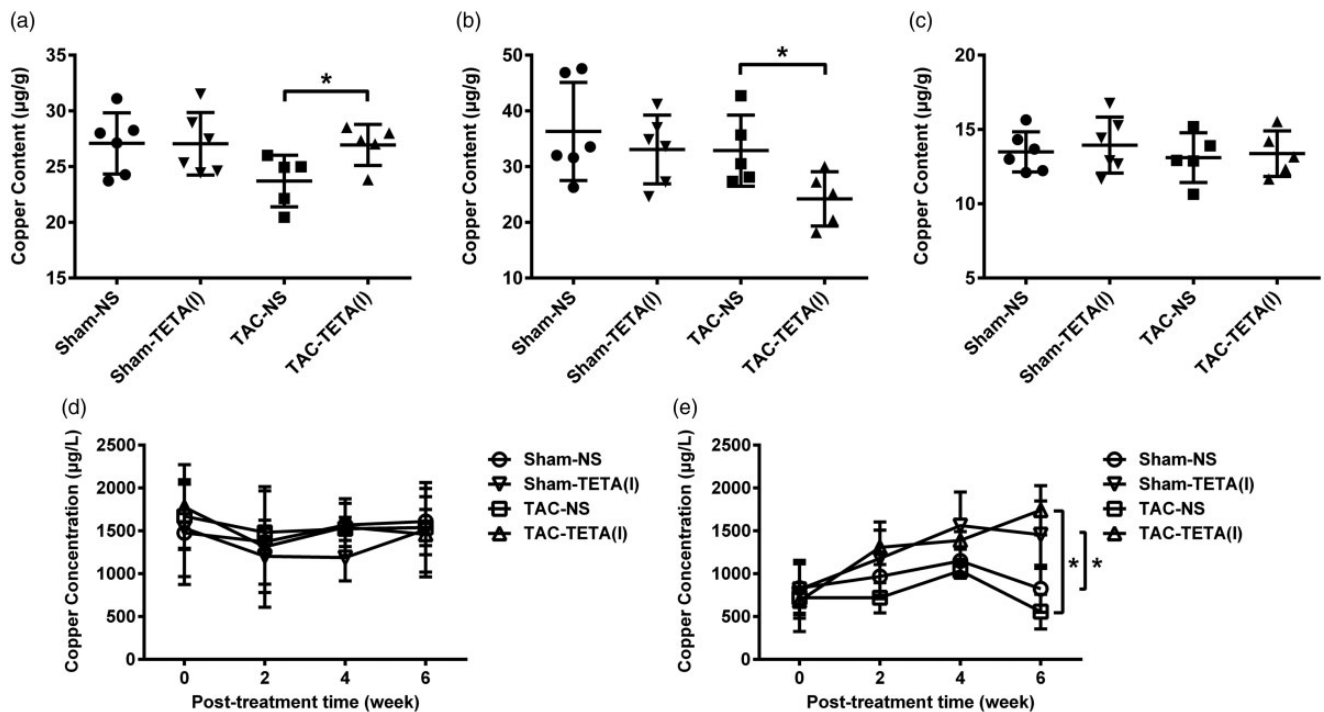 (a)
Copper Content (µg/g)
35
30
25
20
15
*
Sham-NS
Sham-TETA(I)
TAC-NS
TAC-TETA(I)
(b)
Copper Content (µg/g)
50
40
30
20
10
*
Sham-NS
Sham-TETA(I)
TAC-NS
TAC-TETA(I)
(c)
Copper Content (µg/g)
20
15
10
5
Sham-NS
Sham-TETA(I)
TAC-NS
TAC-TETA(I)
(d)
Copper Concentration (µg/L)
2500
2000
1500
1000
500
0
0 2 4 6
Post-treatment time (week)
Sham-NS
Sham-TETA(I)
TAC-NS
TAC-TETA(I)
(e)
Copper Concentration (µg/L)
2500
2000
1500
1000
500
0
0 2 4 6
Post-treatment time (week)
Sham-NS
Sham-TETA(I)
TAC-NS
TAC-TETA(I)
* *